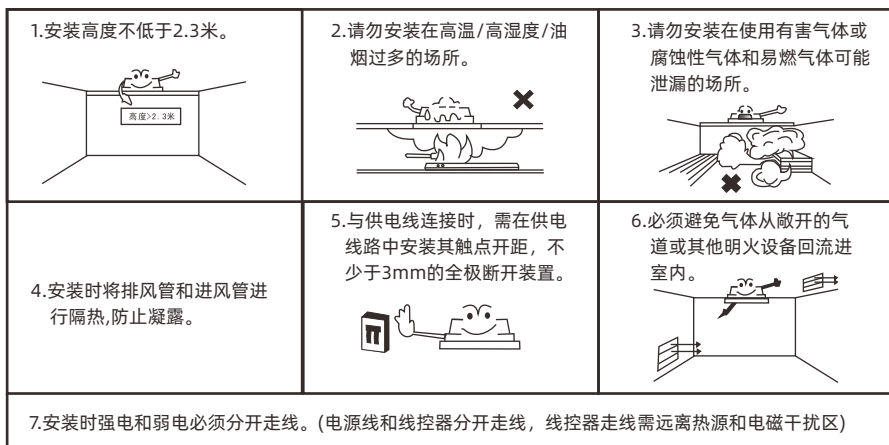 1.安装高度不低于2.3米。
高度>2.3米
2.请勿安装在高温/高湿度/油
烟过多的场所。
3.请勿安装在使用有害气体或
腐蚀性气体和易燃气体可能
泄漏的场所。
4.安装时将排风管和进风管进
行隔热,防止凝露。
5.与供电线连接时，需在供电
线路中安装其触点开距，不
少于3mm的全极断开装置。
6.必须避免气体从敞开的气
道或其他明火设备回流进
室内。
7.安装时强电和弱电必须分开走线。(电源线和线控器分开走线，线控器走线需远离热源和电磁干扰区)